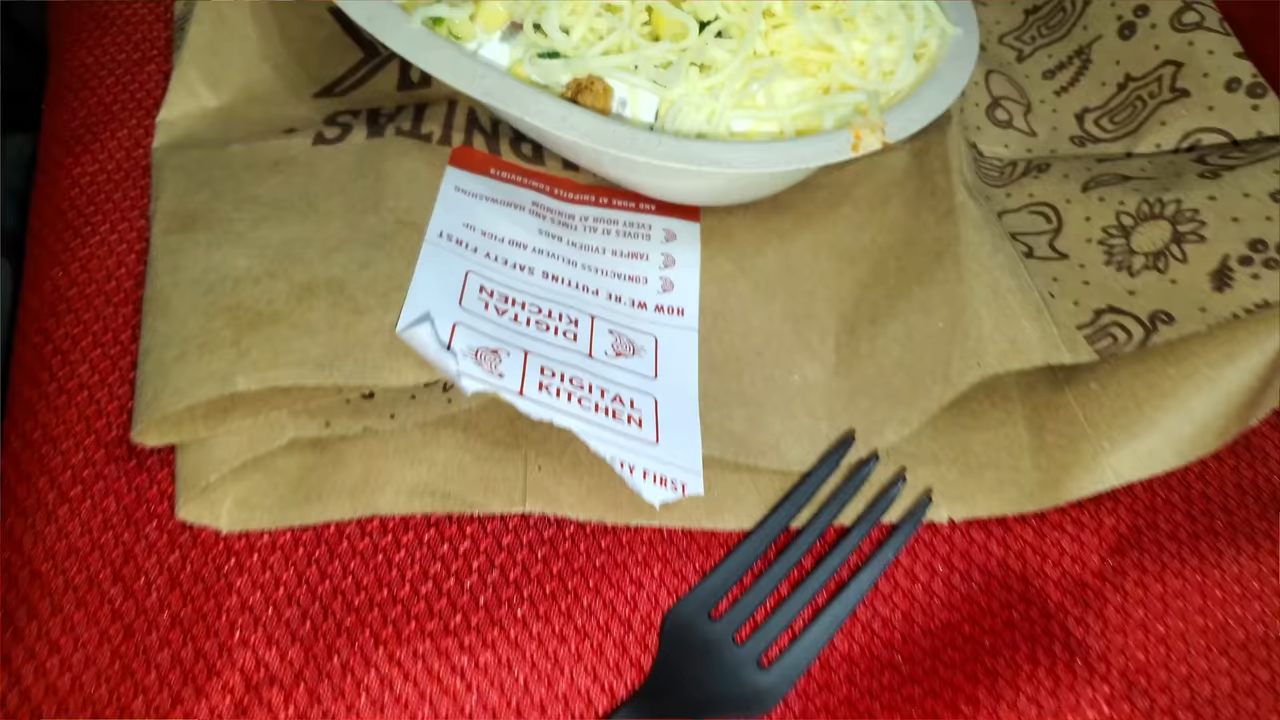 CARNITAS
HOW WE'RE PUTTING SAFETY FIRST
CONTACTLESS DELIVERY AND PICK-UP
TAMPER EVIDENT BAGS
GLOVES AT ALL TIMES AND HANDWASHING
EVERY HOUR AT MINIMUM
AND MORE AT CHIPOTLE.COM/COVID19
DIGITAL
KITCHEN
DIGITAL
KITCHEN
TY FIRST